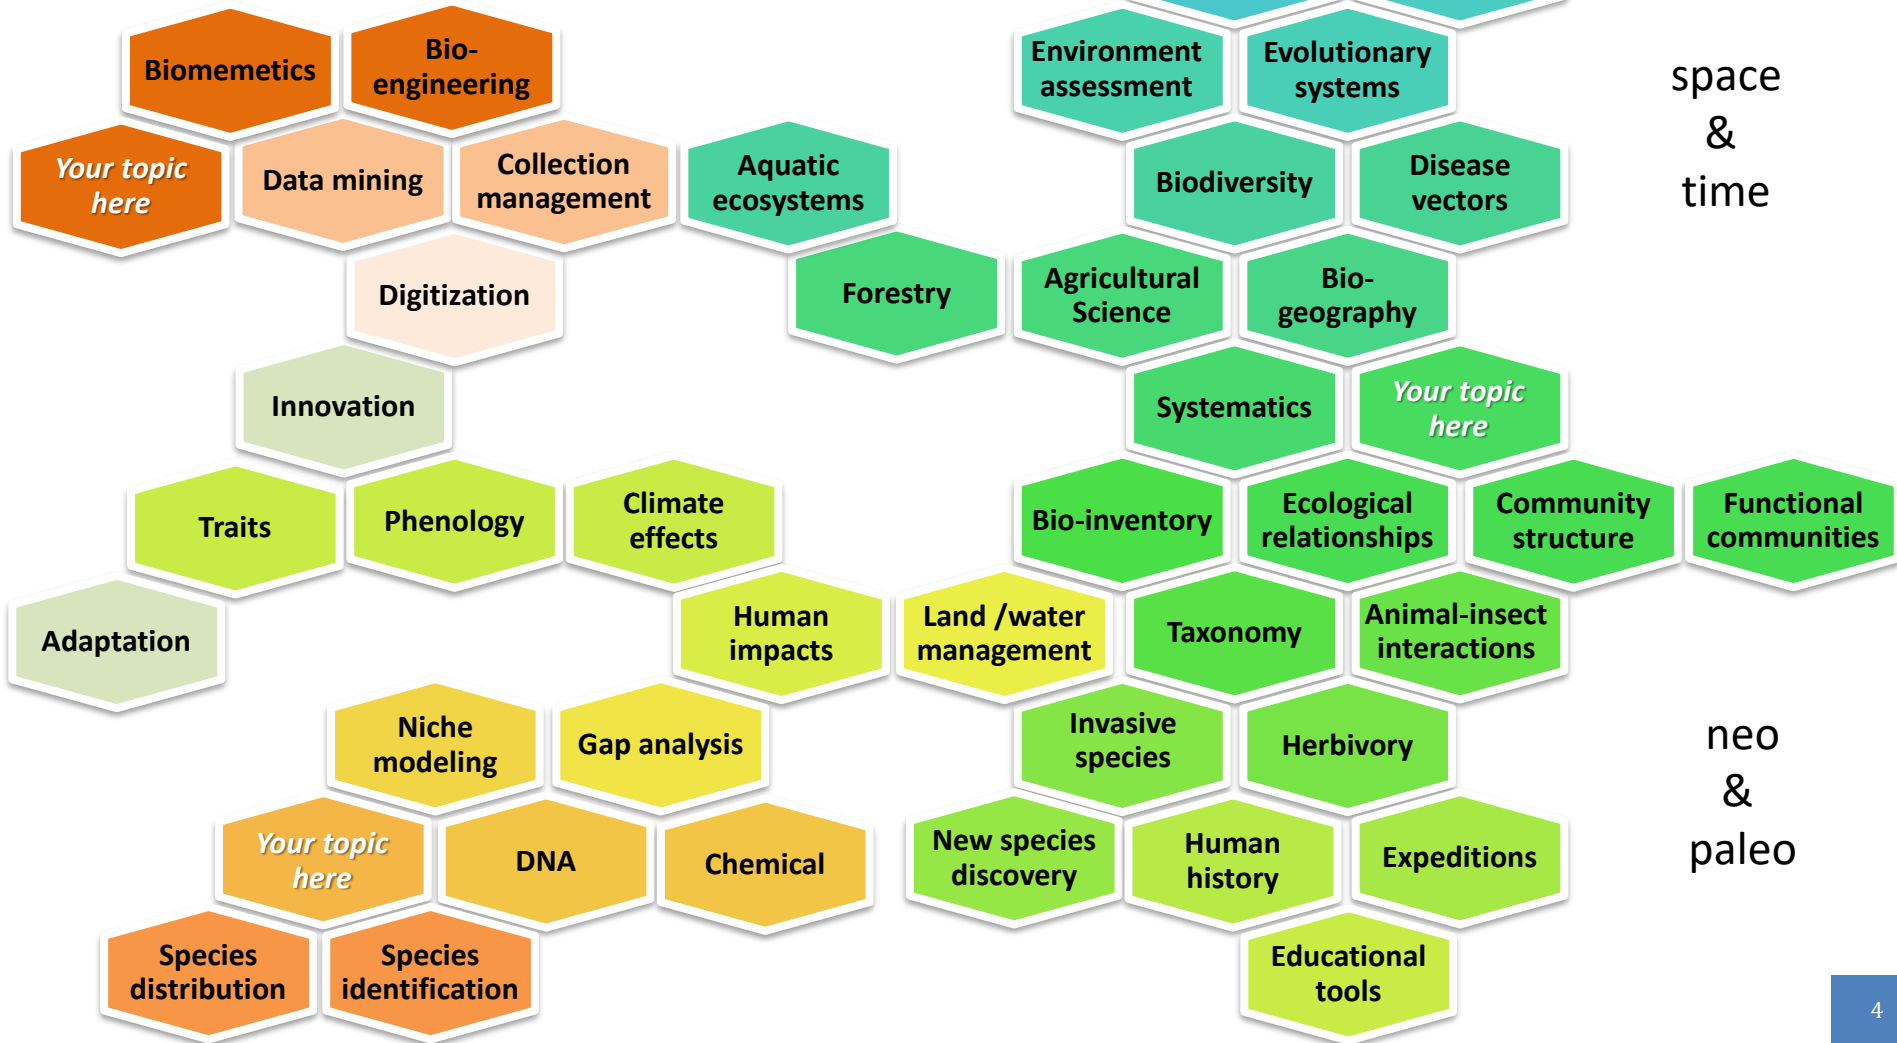 Biomemetics
Bio-
engineering
Environment
assessment
Evolutionary
systems
space
&
time
Your topic
here
Data mining
Collection
management
Aquatic
ecosystems
Biodiversity
Disease
vectors
Digitization
Forestry
Agricultural
Science
Bio-
geography
Innovation
Systematics
Your topic
here
Traits
Phenology
Climate
effects
Bio-inventory
Ecological
relationships
Community
structure
Functional
communities
Adaptation
Human
impacts
Land /water
management
Taxonomy
Animal-insect
interactions
Niche
modeling
Gap analysis
Invasive
species
Herbivory
neo
&
paleo
Your topic
here
DNA
Chemical
New species
discovery
Human
history
Expeditions
Species
distribution
Species
identification
Educational
tools
4